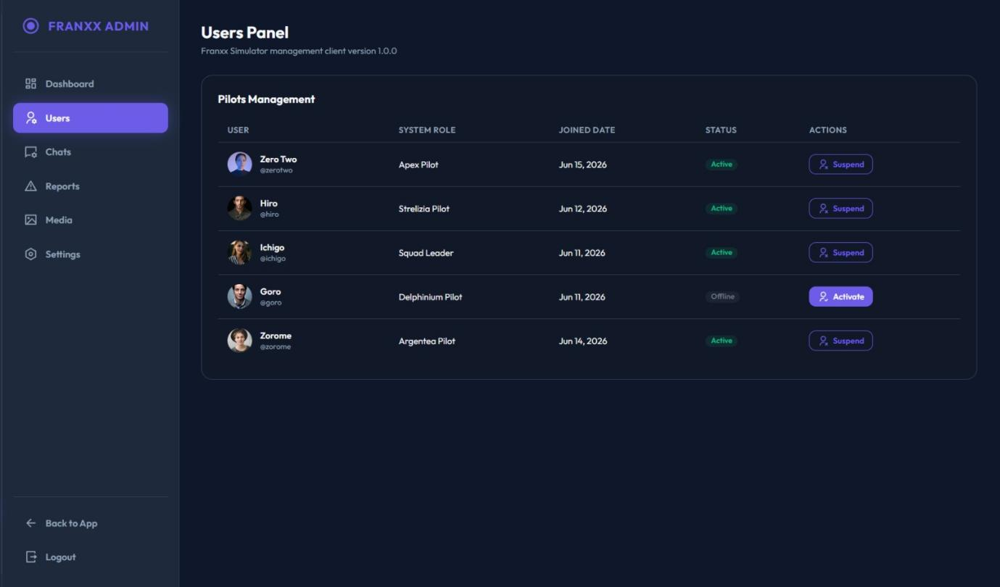 FRANXX ADMIN
Dashboard
Users
Chats
Reports
Media
Settings
Back to App
Logout
Users Panel
Franxx Simulator management client version 1.0.0
Pilots Management
USER SYSTEM ROLE JOINED DATE STATUS ACTIONS
Zero Two
@zerotwo
Apex Pilot Jun 15, 2026 Active Suspend
Hiro
@hiro
Strelizia Pilot Jun 12, 2026 Active Suspend
Ichigo
@ichigo
Squad Leader Jun 11, 2026 Active Suspend
Goro
@goro
Delphinium Pilot Jun 11, 2026 Offline Activate
Zorome
@zorome
Argentea Pilot Jun 14, 2026 Active Suspend